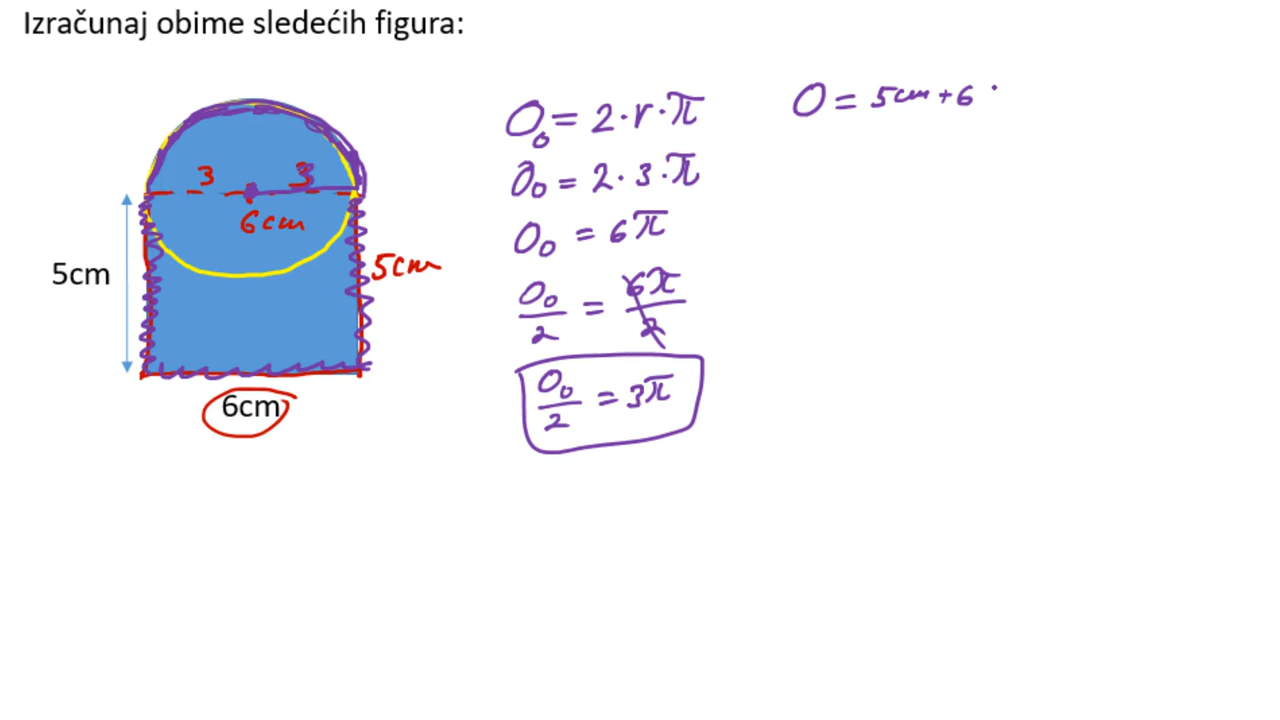 Izračunaj obime sledećih figura:
3 3
6cm
5cm
5cm
6cm
O₀ = 2·r·π
O₀ = 2·3·π
O₀ = 6π
O₀/2 = 6π/2
O₀/2 = 3π
O = 5cm + 6